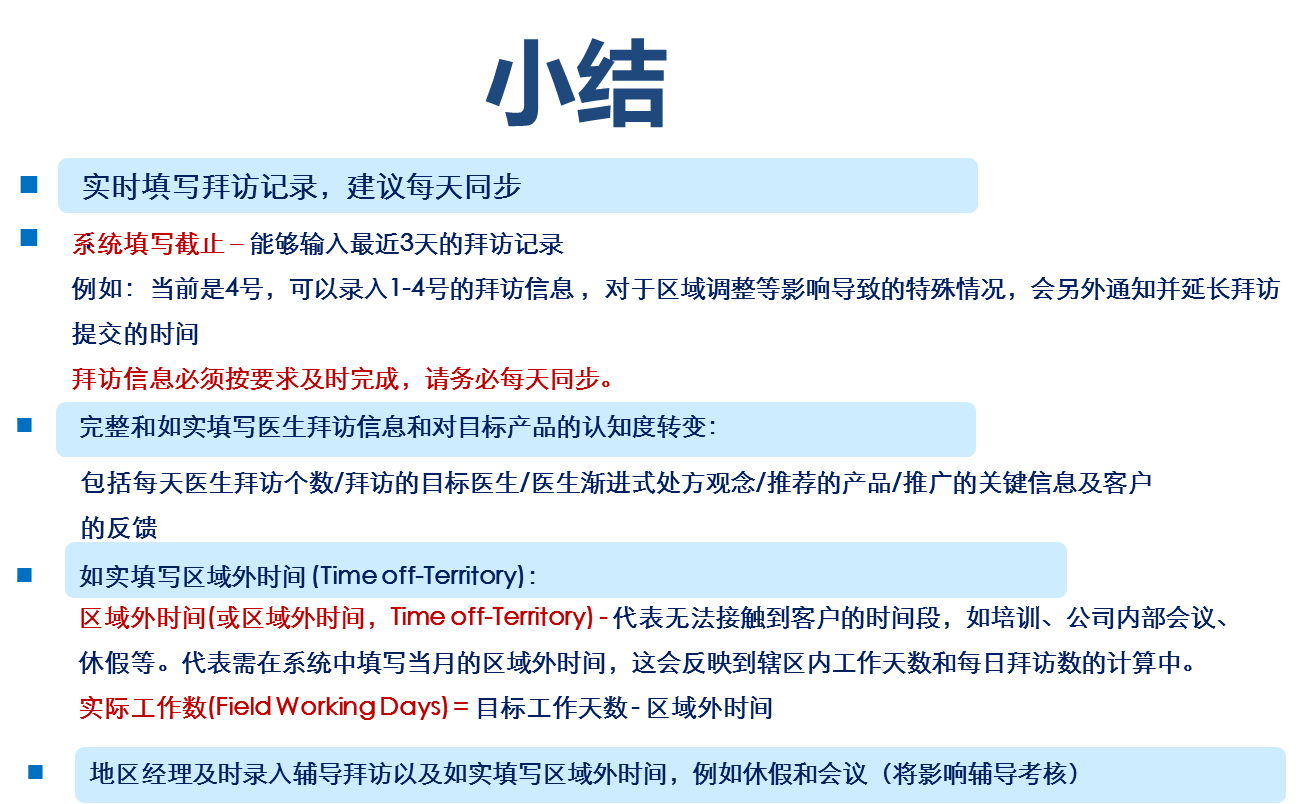 小结
实时填写拜访记录，建议每天同步
系统填写截止 – 能够输入最近3天的拜访记录
例如：当前是4号，可以录入1-4号的拜访信息 ，对于区域调整等影响导致的特殊情况，会另外通知并延长拜访
提交的时间
拜访信息必须按要求及时完成，请务必每天同步。
完整和如实填写医生拜访信息和对目标产品的认知度转变：
包括每天医生拜访个数/拜访的目标医生/医生渐进式处方观念/推荐的产品/推广的关键信息及客户
的反馈
如实填写区域外时间 (Time off-Territory)：
区域外时间(或区域外时间，Time off-Territory) - 代表无法接触到客户的时间段，如培训、公司内部会议、
休假等。代表需在系统中填写当月的区域外时间，这会反映到辖区内工作天数和每日拜访数的计算中。
实际工作数(Field Working Days) = 目标工作天数 - 区域外时间
地区经理及时录入辅导拜访以及如实填写区域外时间，例如休假和会议（将影响辅导考核）